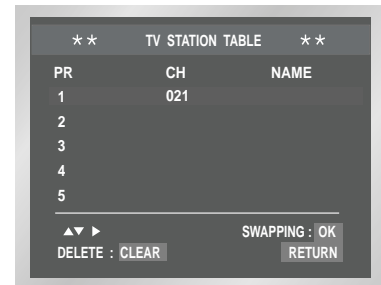 ** TV STATION TABLE **
PR CH NAME
1 021
2
3
4
5
▲▼ ▶ SWAPPING : OK
DELETE : CLEAR RETURN